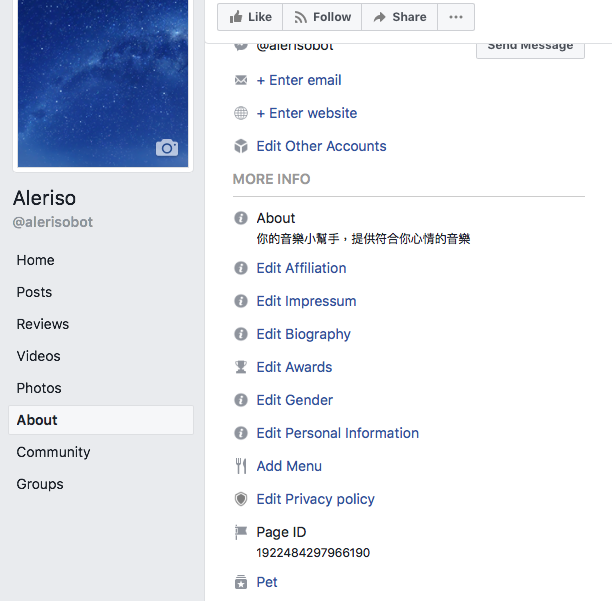 Like
Follow
Share
@alerisobot
Send Message
+ Enter email
+ Enter website
Edit Other Accounts
MORE INFO
About
你的音樂小幫手，提供符合你心情的音樂
Edit Affiliation
Edit Impressum
Edit Biography
Edit Awards
Edit Gender
Edit Personal Information
Add Menu
Edit Privacy policy
Page ID
1922484297966190
Pet
Aleriso
@alerisobot
Home
Posts
Reviews
Videos
Photos
About
Community
Groups